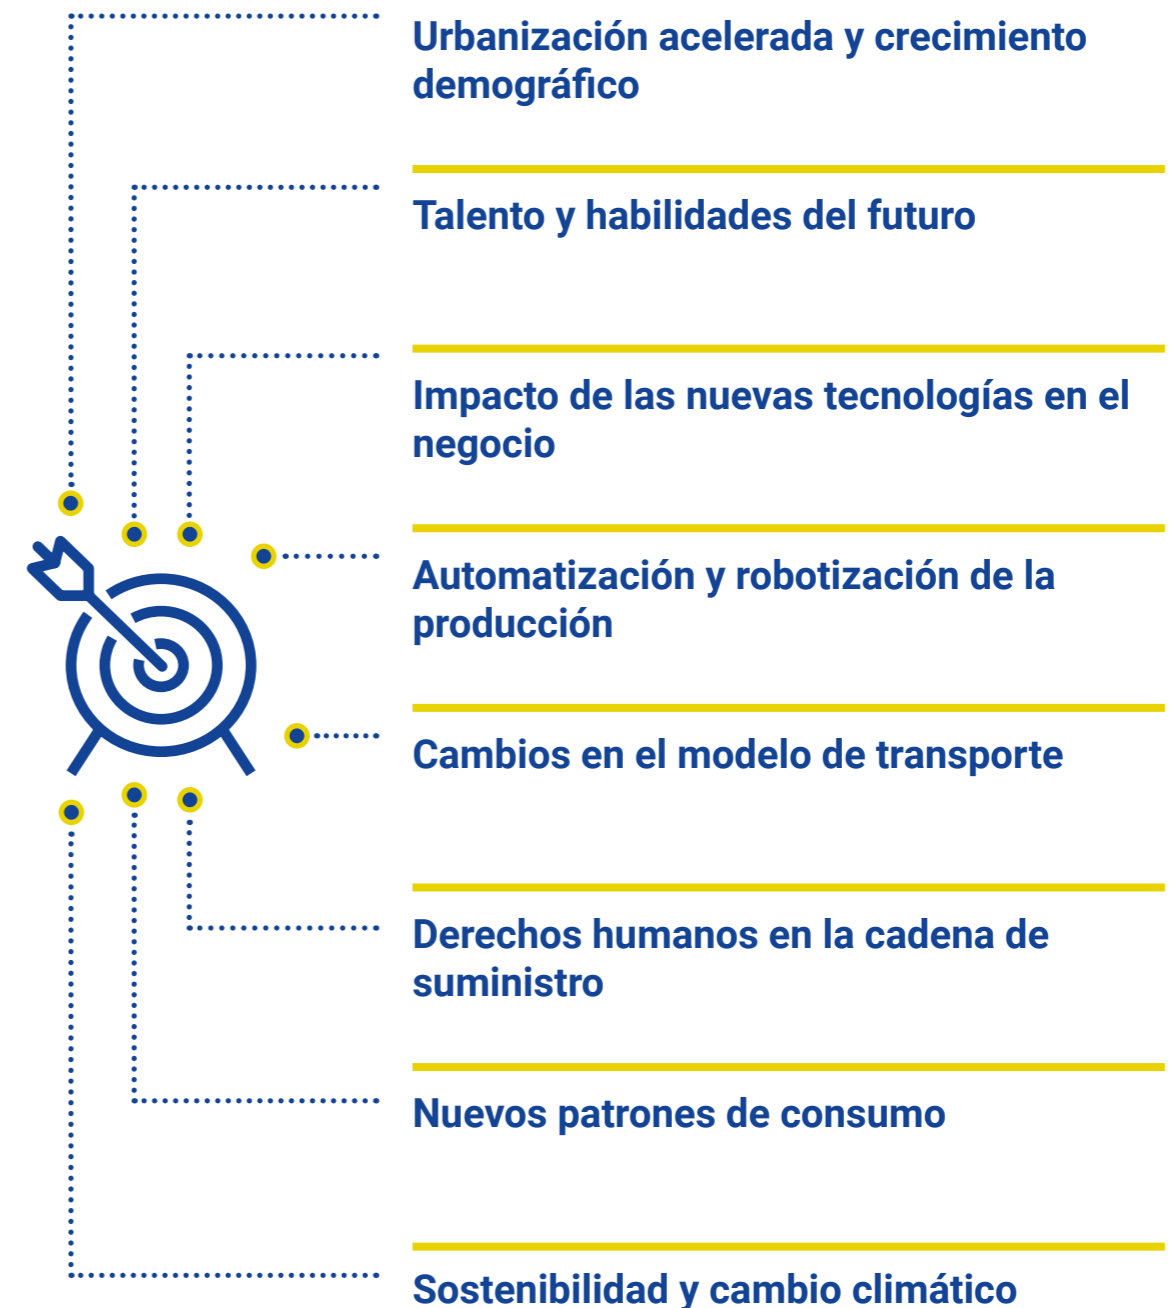 Urbanización acelerada y crecimiento
demográfico
Talento y habilidades del futuro
Impacto de las nuevas tecnologías en el
negocio
Automatización y robotización de la
producción
Cambios en el modelo de transporte
Derechos humanos en la cadena de
suministro
Nuevos patrones de consumo
Sostenibilidad y cambio climático